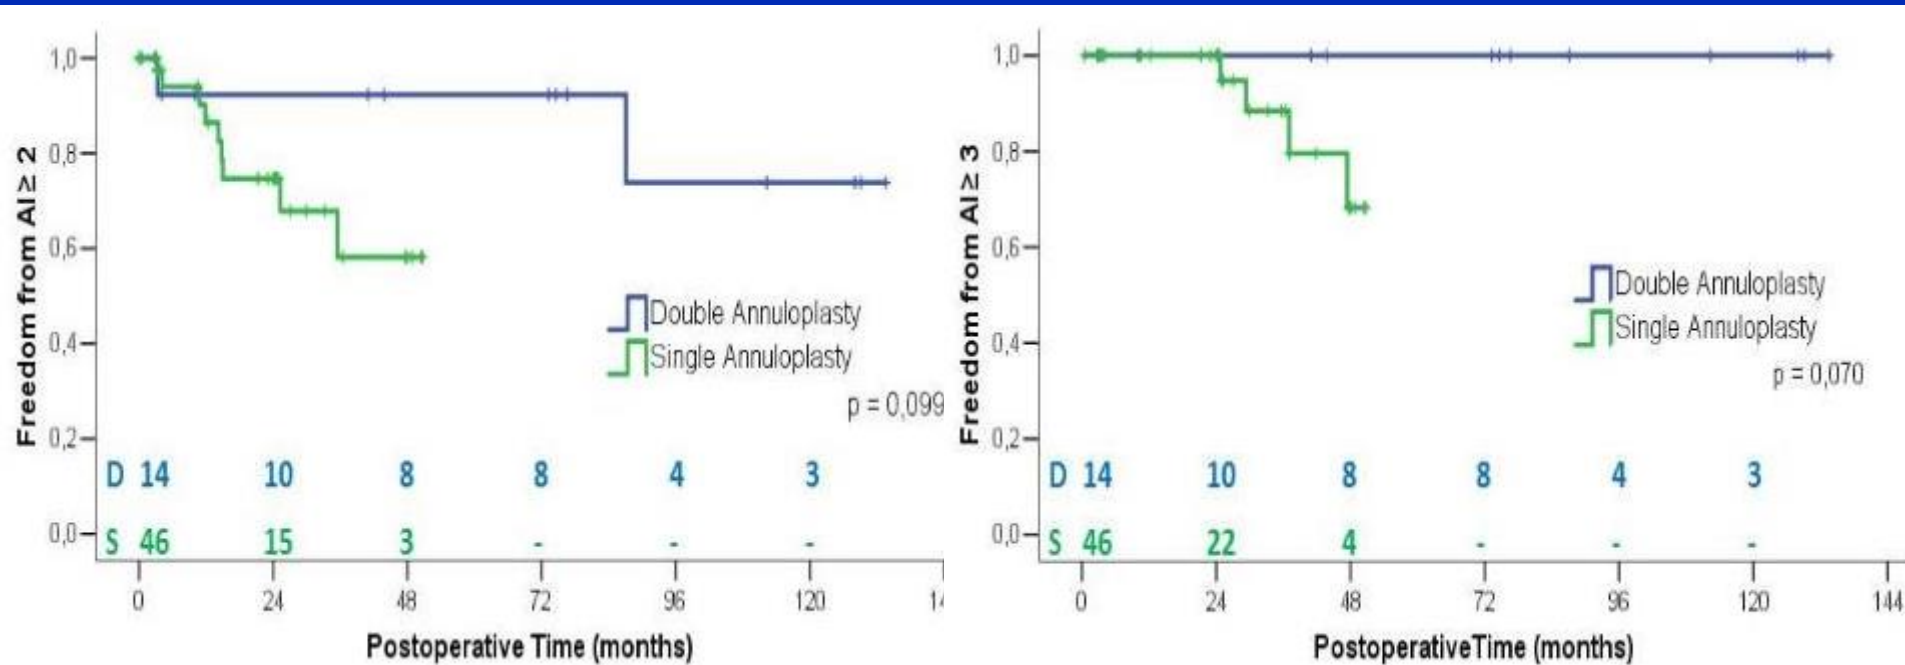 Freedom from AI ≥ 2
1,0
0,8
0,6
0,4
0,2
0,0
Double Annuloplasty
Single Annuloplasty
p = 0,099
D 14 10 8 8 4 3
S 46 15 3 - - -
0 24 48 72 96 120 14
Postoperative Time (months)
Freedom from AI ≥ 3
1,0
0,8
0,6
0,4
0,2
0,0
Double Annuloplasty
Single Annuloplasty
p = 0,070
D 14 10 8 8 4 3
S 46 22 4 - - -
0 24 48 72 96 120 144
PostoperativeTime (months)